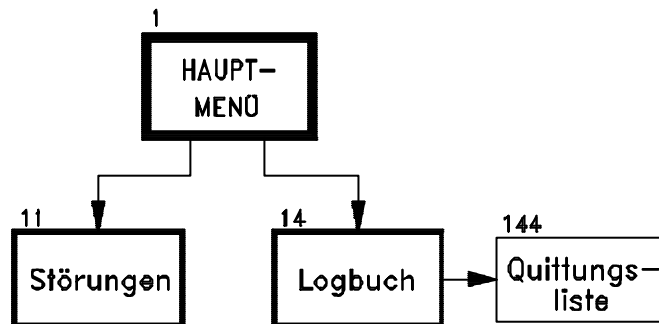 1
HAUPT-
MENÜ
11
Störungen
14
Logbuch
144
Quittungs-
liste